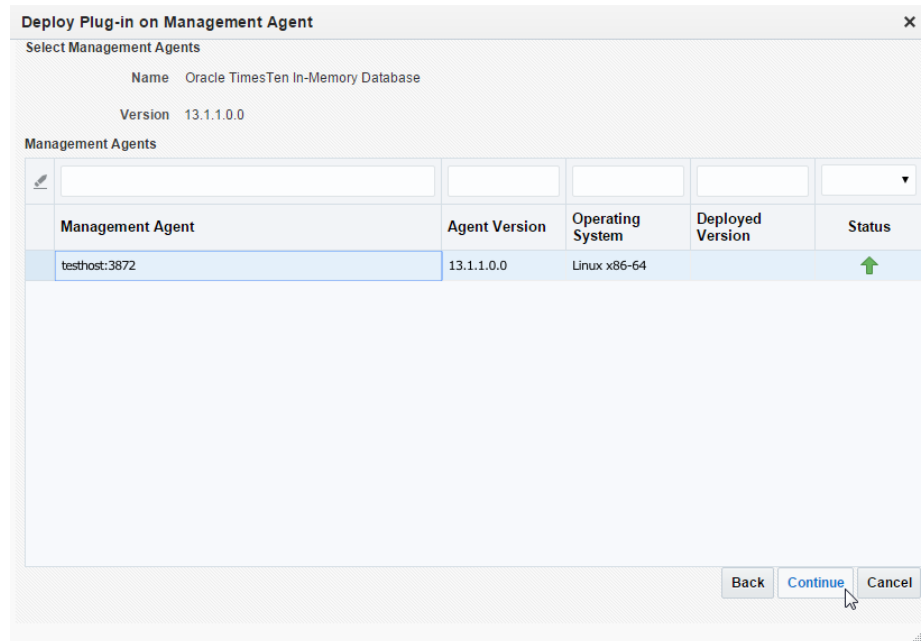 Deploy Plug-in on Management Agent
Select Management Agents
Name Oracle TimesTen In-Memory Database
Version 13.1.1.0.0
Management Agents
Management Agent Agent Version Operating System Deployed Version Status
testhost:3872 13.1.1.0.0 Linux x86-64
Back Continue Cancel